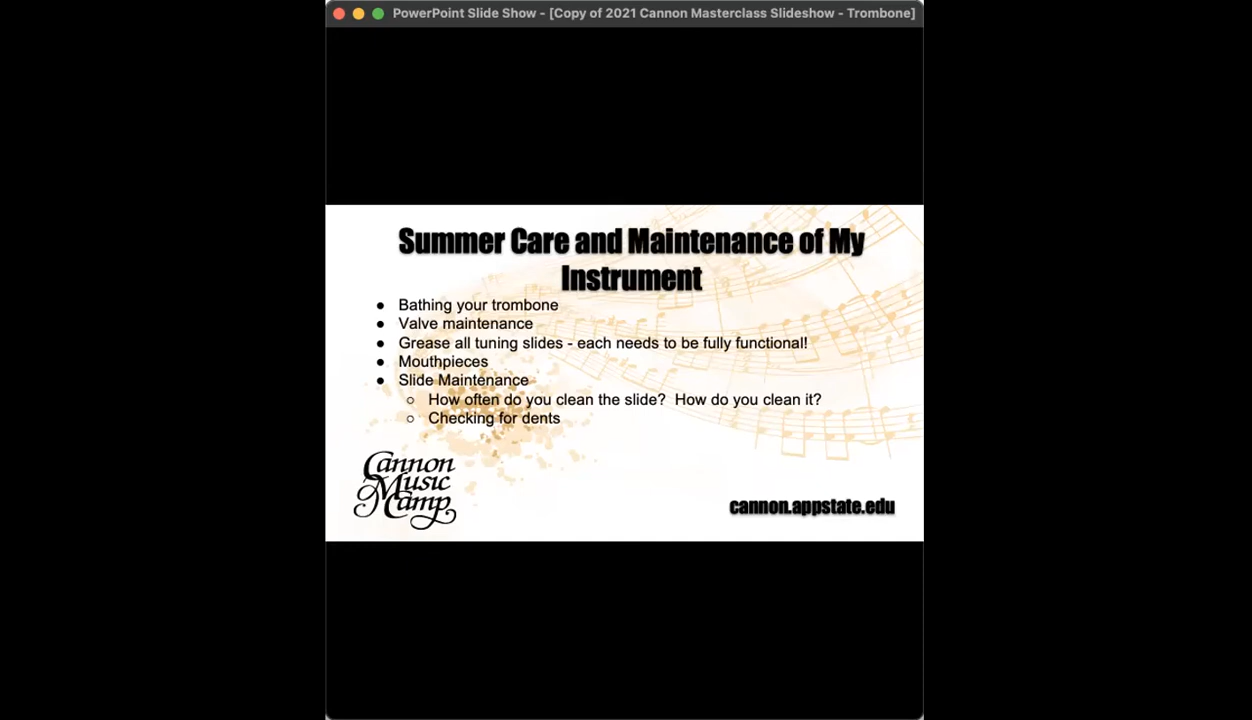 PowerPoint Slide Show - [Copy of 2021 Cannon Masterclass Slideshow - Trombone]
Summer Care and Maintenance of My
Instrument
● Bathing your trombone
● Valve maintenance
● Grease all tuning slides - each needs to be fully functional!
● Mouthpieces
● Slide Maintenance
○ How often do you clean the slide?  How do you clean it?
○ Checking for dents
Cannon
Music
Camp
cannon.appstate.edu